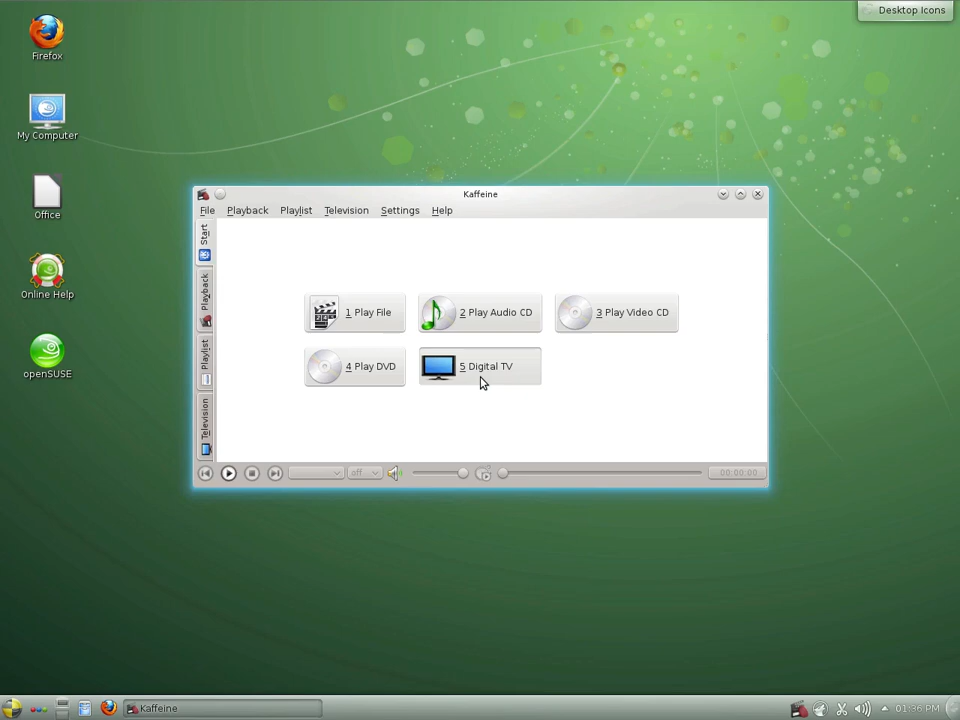 Desktop Icons
Firefox
My Computer
Office
Online Help
openSUSE
Kaffeine
File Playback Playlist Television Settings Help
Start
Playback
Playlist
Television
1 Play File
2 Play Audio CD
3 Play Video CD
4 Play DVD
5 Digital TV
off
00:00:00
Kaffeine
01:36 PM